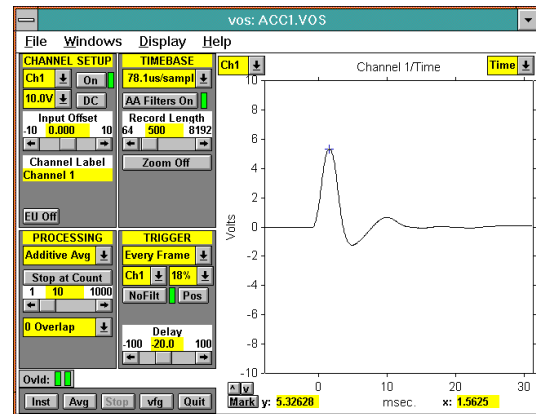 vos: ACC1.VOS
File Windows Display Help
CHANNEL SETUP
Ch1 On
10.0V DC
Input Offset
-10 0.000 10
Channel Label
Channel 1
EU Off
TIMEBASE
78.1us/sampl
AA Filters On
Record Length
64 500 8192
Zoom Off
PROCESSING
Additive Avg
Stop at Count
1 10 1000
0 Overlap
TRIGGER
Every Frame
Ch1 18%
NoFilt Pos
Delay
-100 -20.0 100
Ovld:
Inst Avg Stop vfg Quit
Ch1 Channel 1/Time Time
10
8
6
4
2
0
-2
-4
-6
-8
-10
Volts
0 10 20 30
^ v
Mark y: 5.32628 msec. x: 1.5625